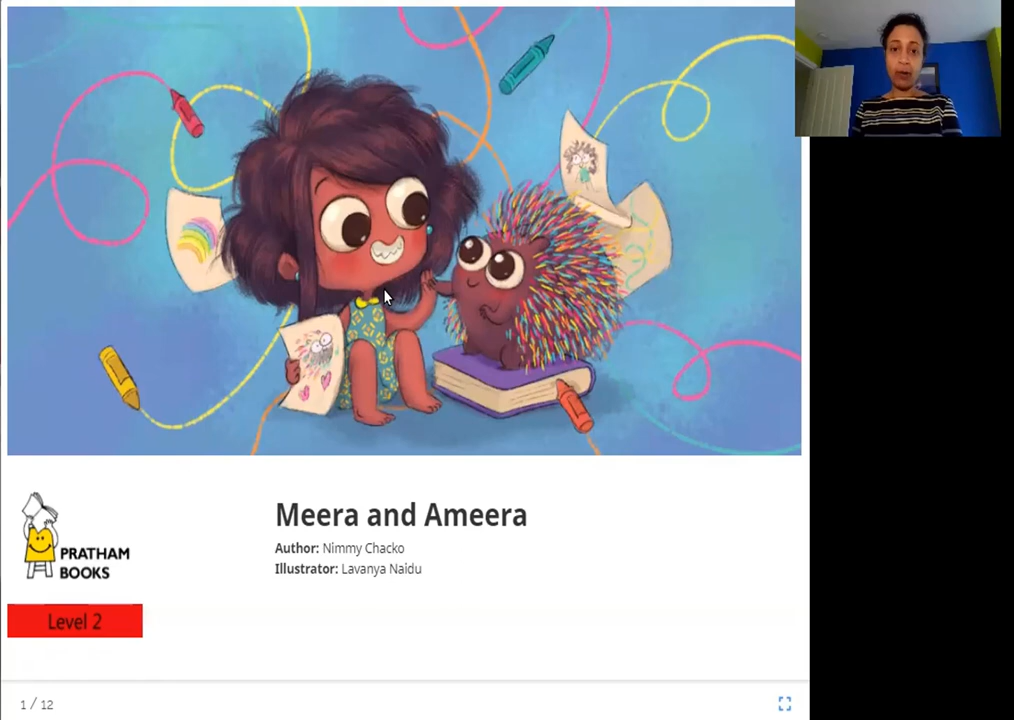 Meera and Ameera
Author: Nimmy Chacko
Illustrator: Lavanya Naidu
PRATHAM
BOOKS
Level 2
1 / 12